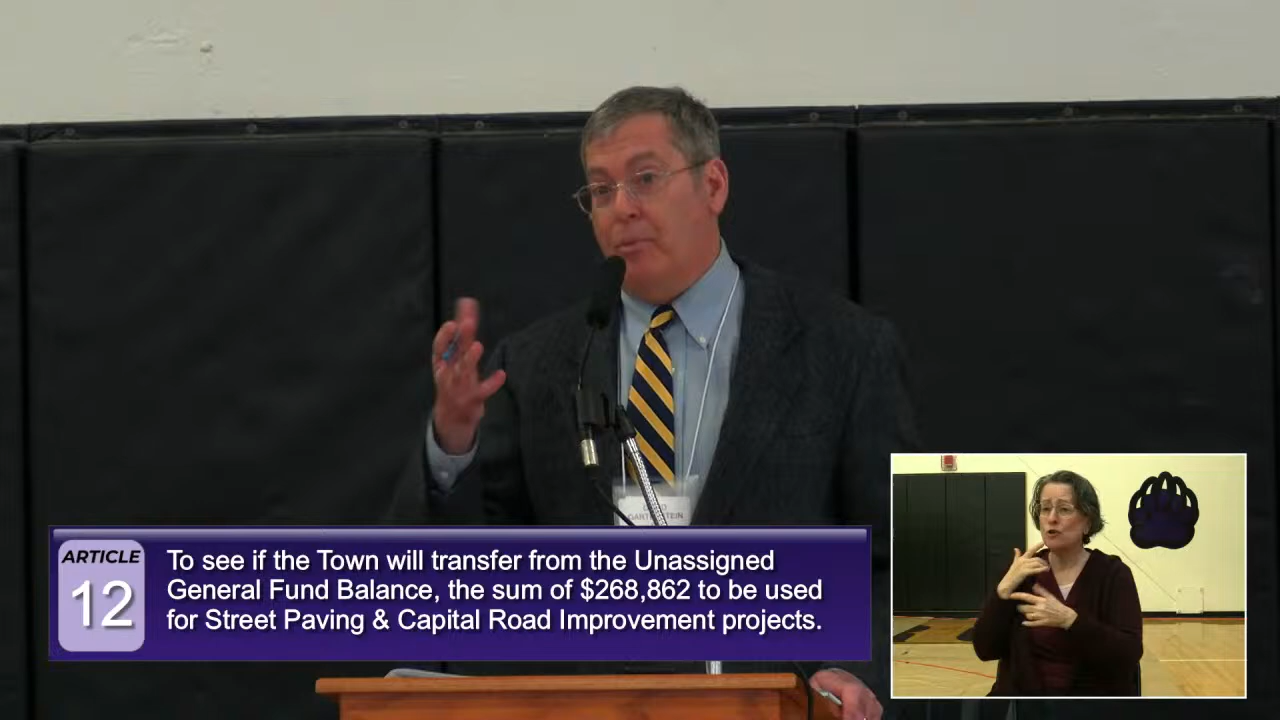 ARTICLE
12
To see if the Town will transfer from the Unassigned
General Fund Balance, the sum of $268,862 to be used
for Street Paving & Capital Road Improvement projects.